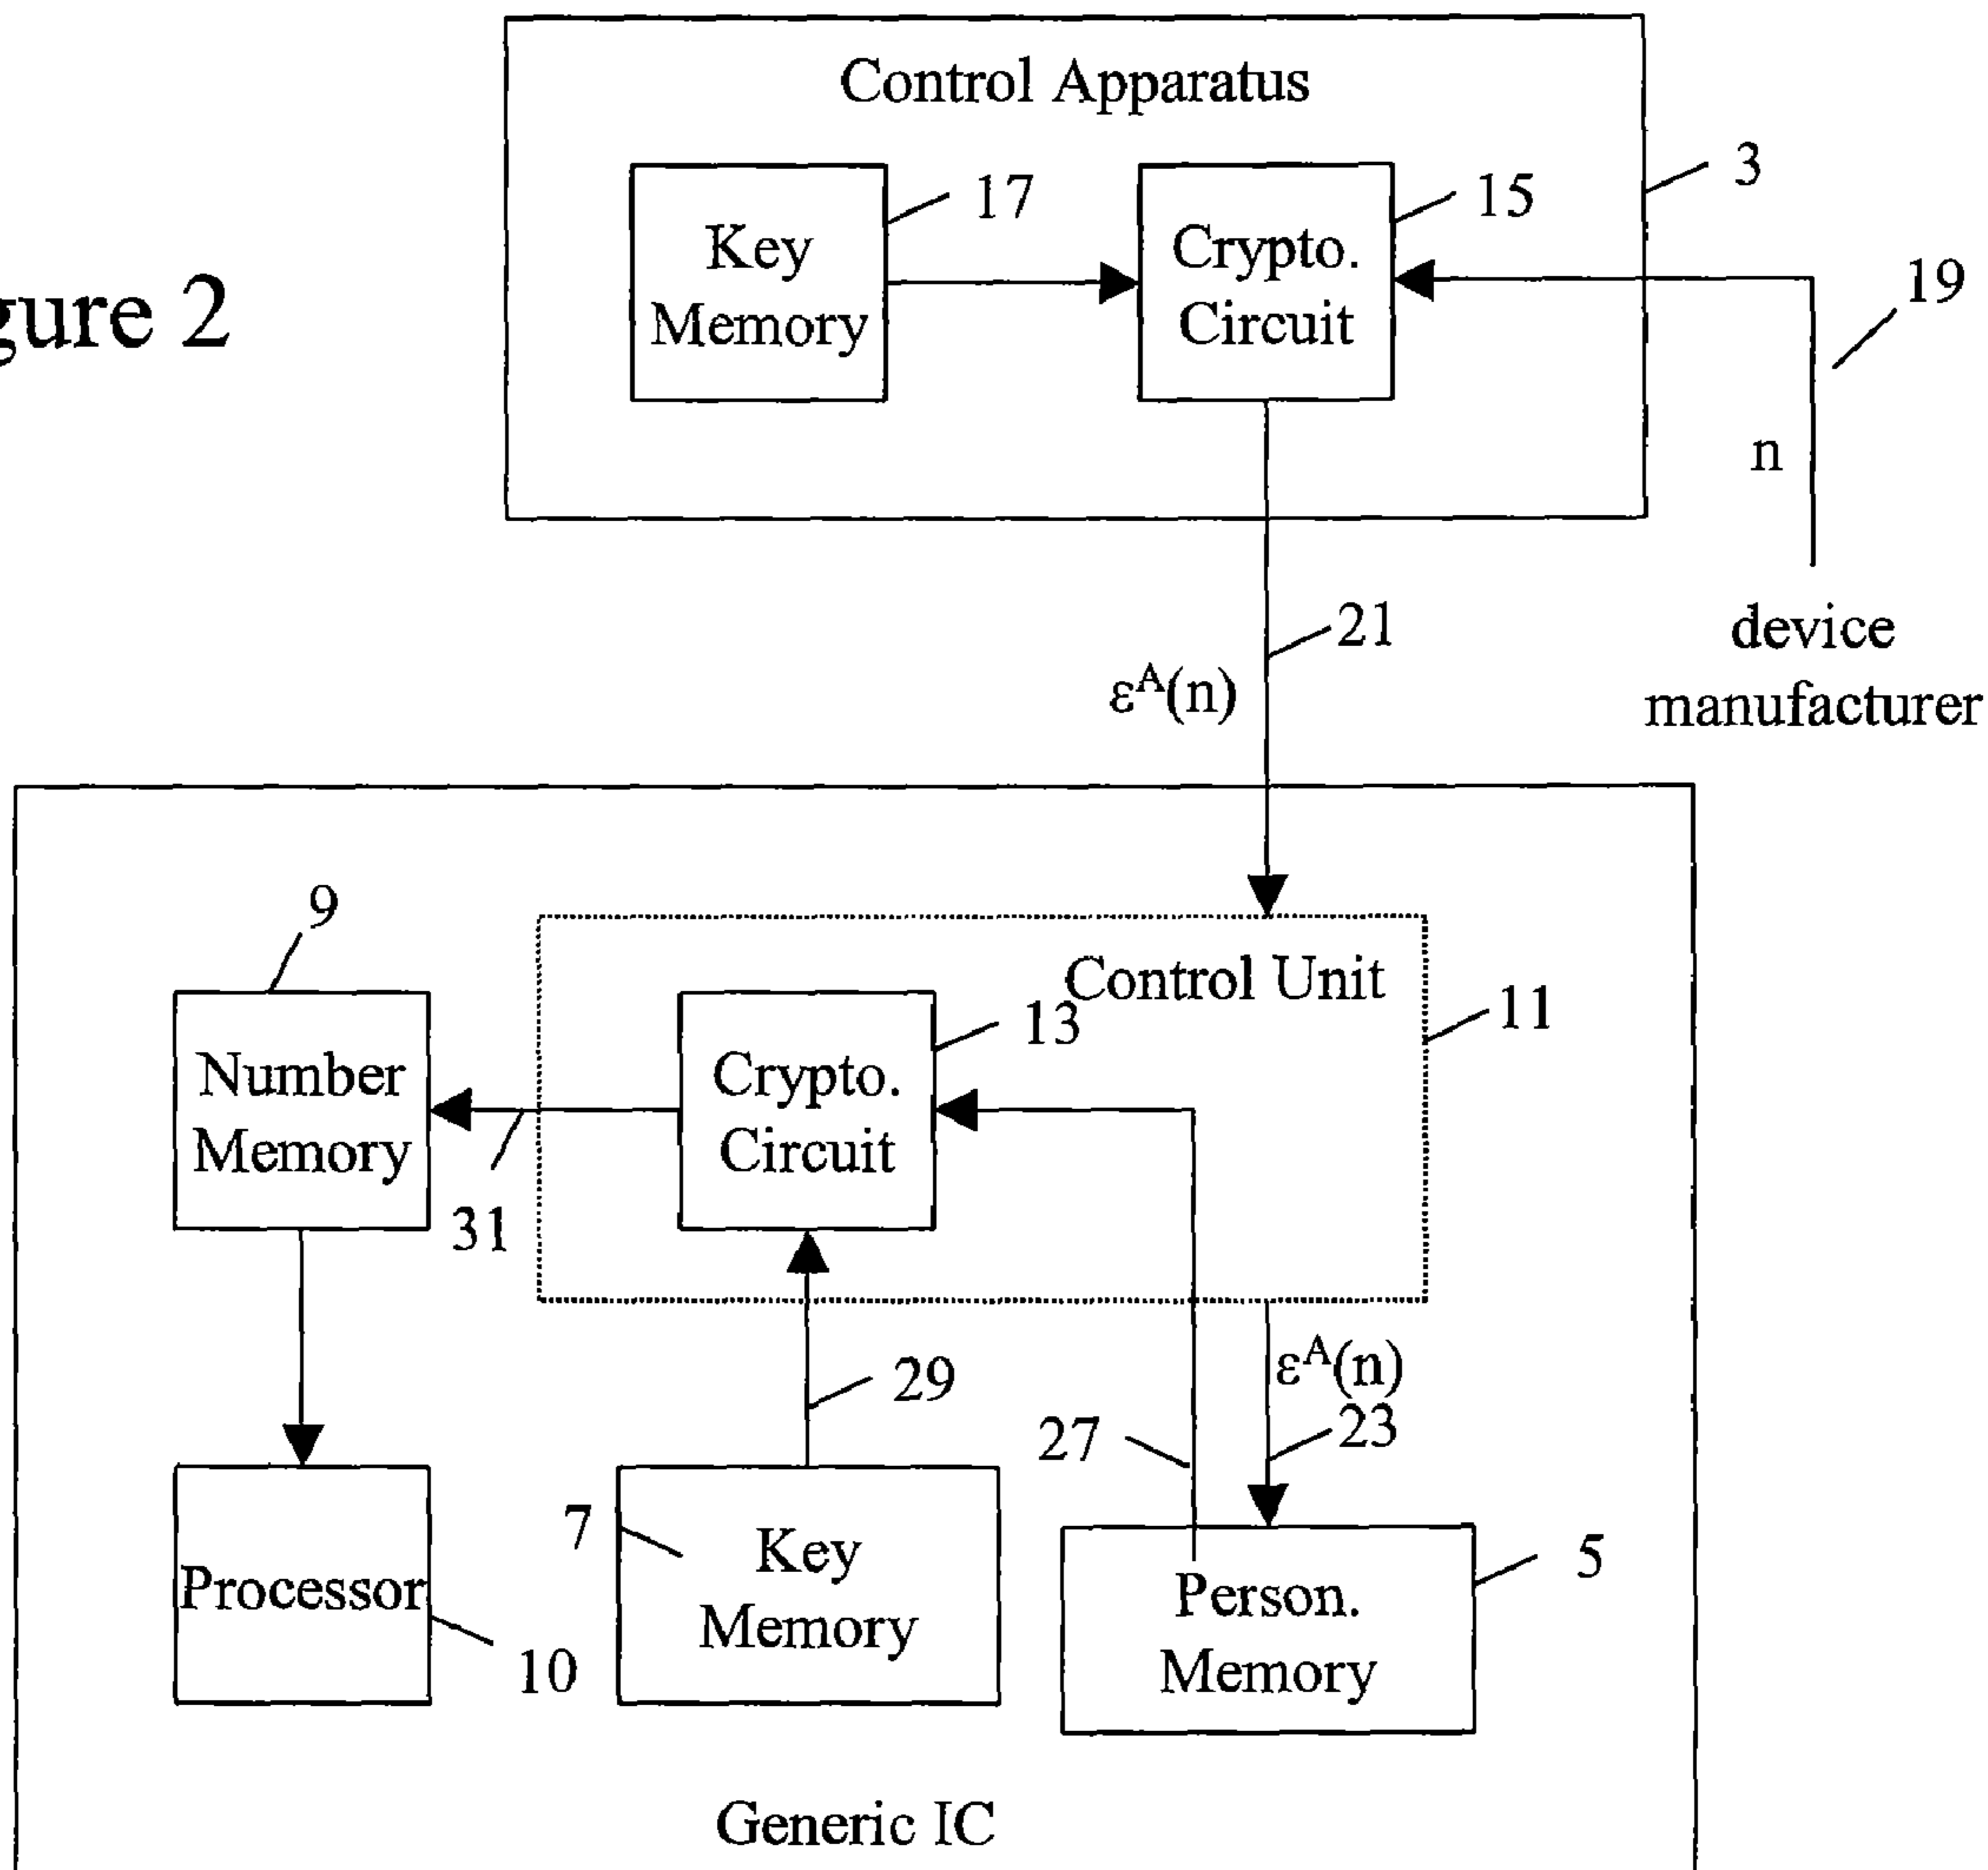 Control Apparatus
3
17
15
Key
Memory
Crypto.
Circuit
19
gure 2
n
device
manufacturer
21
εᴬ(n)
9
Control Unit
11
13
Number
Memory
Crypto.
Circuit
31
εᴬ(n)
29
27
23
7
Key
Memory
5
Person.
Memory
Processor
10
Generic IC